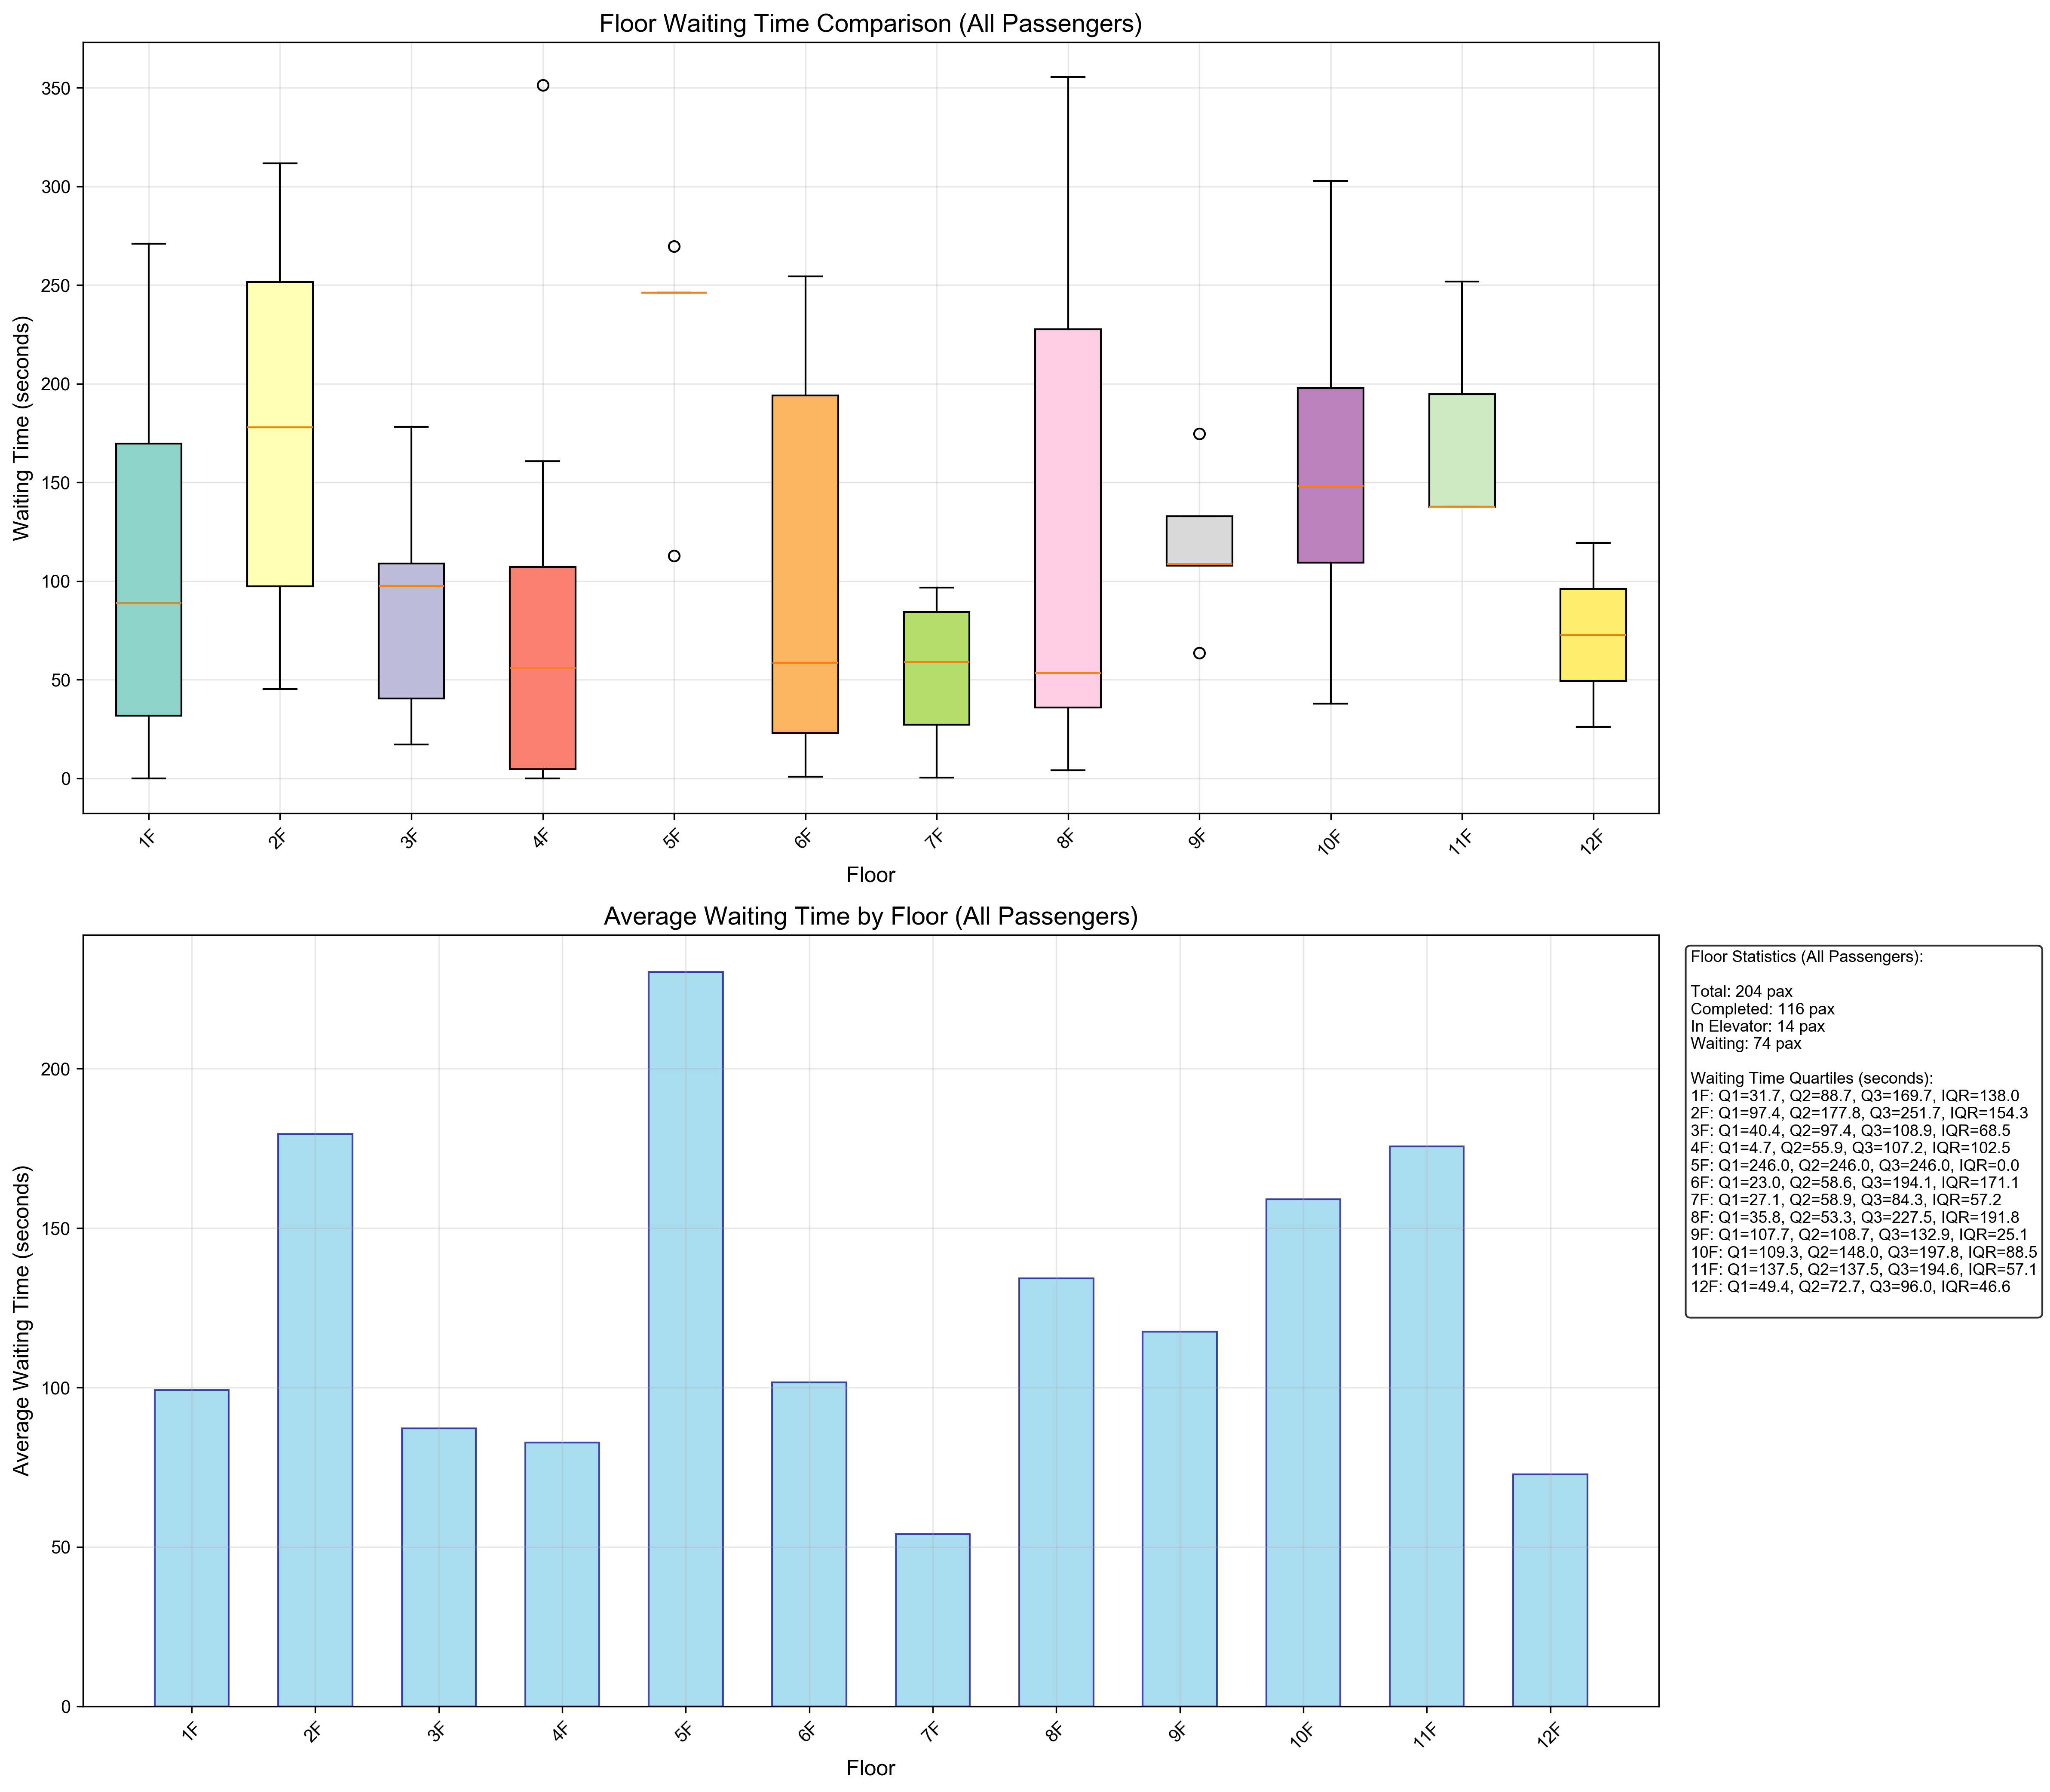 Floor Waiting Time Comparison (All Passengers)
Waiting Time (seconds)
350
300
250
200
150
100
50
0
1F
2F
3F
4F
5F
6F
7F
8F
9F
10F
11F
12F
Floor
Average Waiting Time by Floor (All Passengers)
Average Waiting Time (seconds)
200
150
100
50
0
1F
2F
3F
4F
5F
6F
7F
8F
9F
10F
11F
12F
Floor
Floor Statistics (All Passengers):
Total: 204 pax
Completed: 116 pax
In Elevator: 14 pax
Waiting: 74 pax
Waiting Time Quartiles (seconds):
1F: Q1=31.7, Q2=88.7, Q3=169.7, IQR=138.0
2F: Q1=97.4, Q2=177.8, Q3=251.7, IQR=154.3
3F: Q1=40.4, Q2=97.4, Q3=108.9, IQR=68.5
4F: Q1=4.7, Q2=55.9, Q3=107.2, IQR=102.5
5F: Q1=246.0, Q2=246.0, Q3=246.0, IQR=0.0
6F: Q1=23.0, Q2=58.6, Q3=194.1, IQR=171.1
7F: Q1=27.1, Q2=58.9, Q3=84.3, IQR=57.2
8F: Q1=35.8, Q2=53.3, Q3=227.5, IQR=191.8
9F: Q1=107.7, Q2=108.7, Q3=132.9, IQR=25.1
10F: Q1=109.3, Q2=148.0, Q3=197.8, IQR=88.5
11F: Q1=137.5, Q2=137.5, Q3=194.6, IQR=57.1
12F: Q1=49.4, Q2=72.7, Q3=96.0, IQR=46.6